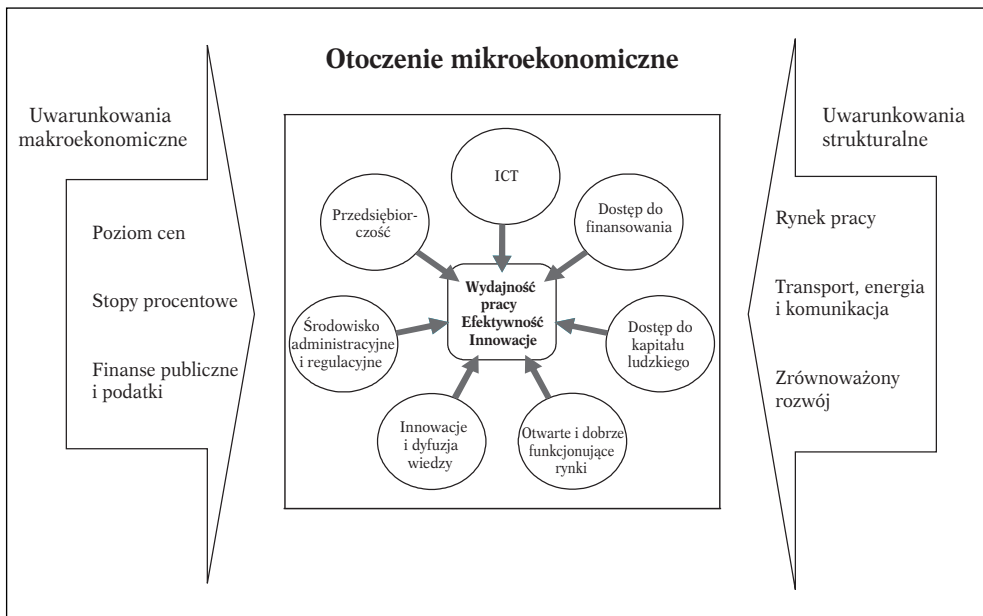 Otoczenie mikroekonomiczne
Uwarunkowania
makroekonomiczne
Poziom cen
Stopy procentowe
Finanse publiczne
i podatki
ICT
Przedsiębior-
czość
Dostęp do
finansowania
Wydajność
pracy
Efektywność
Innowacje
Środowisko
administracyjne
i regulacyjne
Dostęp do
kapitału
ludzkiego
Innowacje
i dyfuzja
wiedzy
Otwarte i dobrze
funkcjonujące
rynki
Uwarunkowania
strukturalne
Rynek pracy
Transport, energia
i komunikacja
Zrównoważony
rozwój